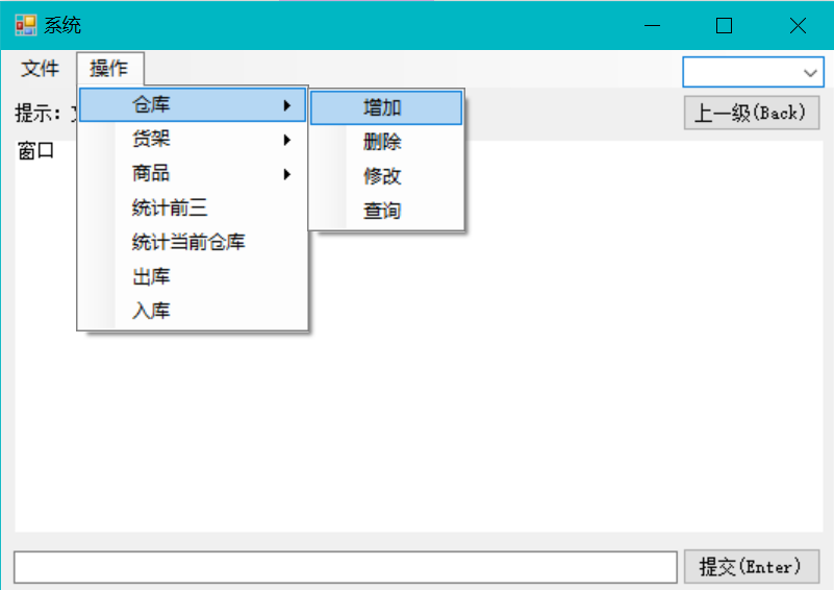 系统
文件 操作
提示：
上一级(Back)
窗口
仓库
货架
商品
统计前三
统计当前仓库
出库
入库
增加
删除
修改
查询
提交(Enter)